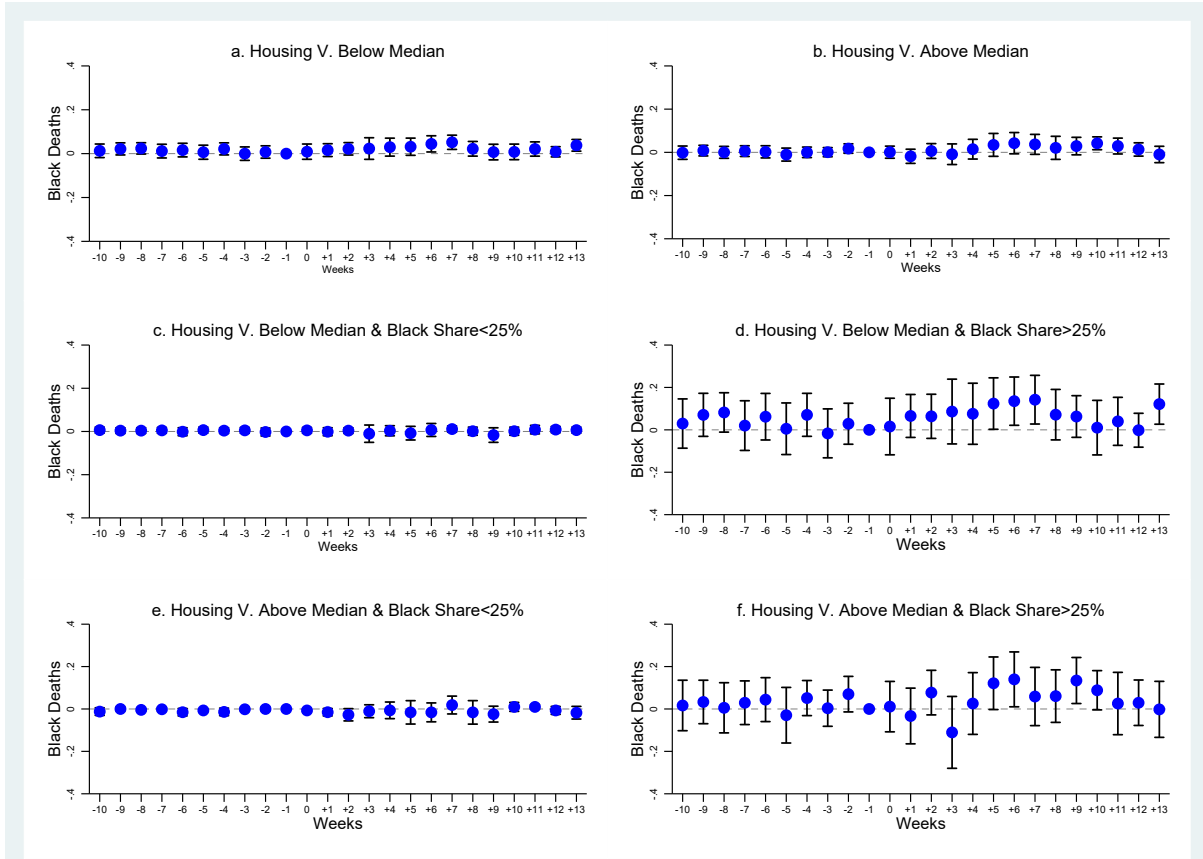 a. Housing V. Below Median
Black Deaths
.4
.2
0
-.2
-.4
-10 -9 -8 -7 -6 -5 -4 -3 -2 -1 0 +1 +2 +3 +4 +5 +6 +7 +8 +9 +10 +11 +12 +13
Weeks
b. Housing V. Above Median
Black Deaths
.4
.2
0
-.2
-.4
-10 -9 -8 -7 -6 -5 -4 -3 -2 -1 0 +1 +2 +3 +4 +5 +6 +7 +8 +9 +10 +11 +12 +13
Weeks
c. Housing V. Below Median & Black Share<25%
Black Deaths
.4
.2
0
-.2
-.4
-10 -9 -8 -7 -6 -5 -4 -3 -2 -1 0 +1 +2 +3 +4 +5 +6 +7 +8 +9 +10 +11 +12 +13
Weeks
d. Housing V. Below Median & Black Share>25%
Black Deaths
.4
.2
0
-.2
-.4
-10 -9 -8 -7 -6 -5 -4 -3 -2 -1 0 +1 +2 +3 +4 +5 +6 +7 +8 +9 +10 +11 +12 +13
Weeks
e. Housing V. Above Median & Black Share<25%
Black Deaths
.4
.2
0
-.2
-.4
-10 -9 -8 -7 -6 -5 -4 -3 -2 -1 0 +1 +2 +3 +4 +5 +6 +7 +8 +9 +10 +11 +12 +13
Weeks
f. Housing V. Above Median & Black Share>25%
Black Deaths
.4
.2
0
-.2
-.4
-10 -9 -8 -7 -6 -5 -4 -3 -2 -1 0 +1 +2 +3 +4 +5 +6 +7 +8 +9 +10 +11 +12 +13
Weeks